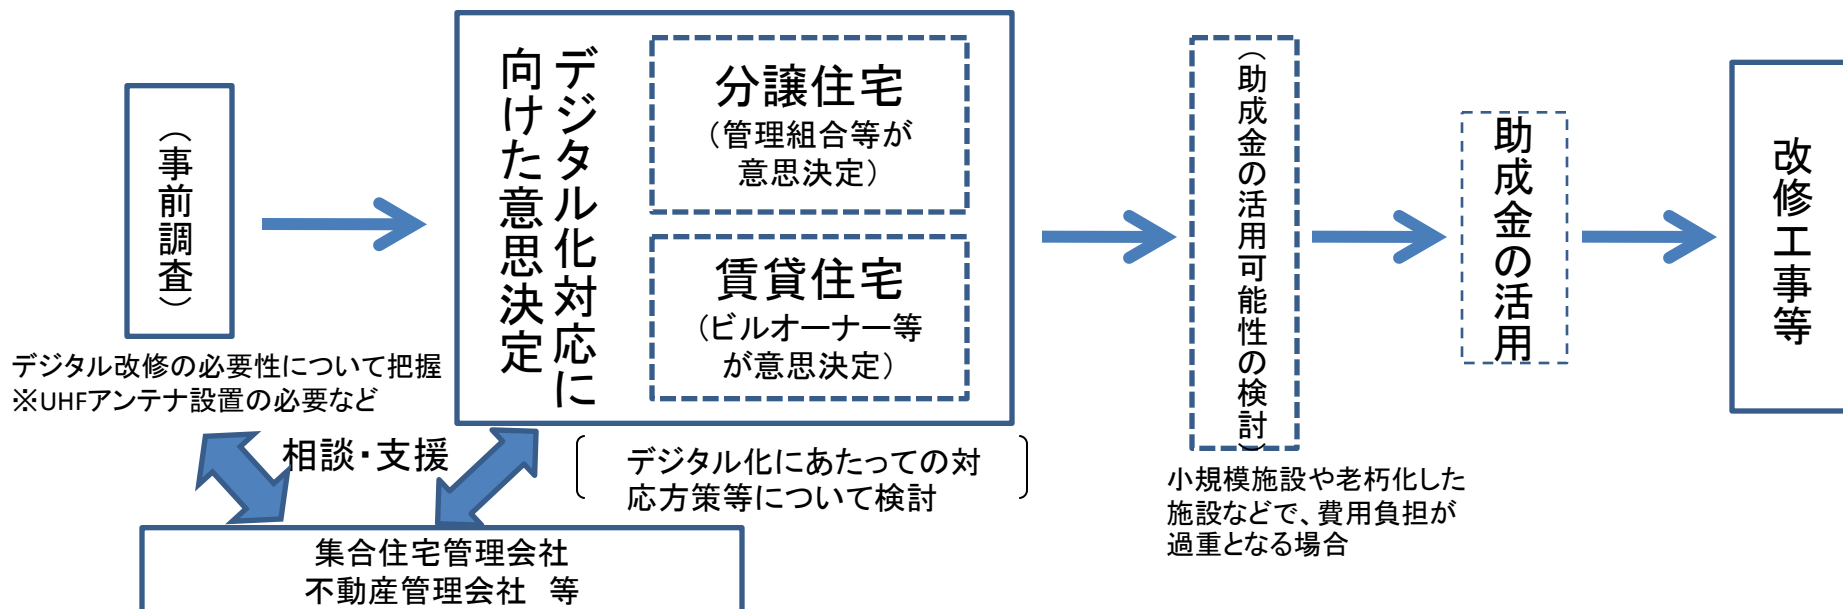 （事前調査）
デジタル改修の必要性について把握
※UHFアンテナ設置の必要など
デジタル化対応に
向けた意思決定
分譲住宅
（管理組合等が
意思決定）
賃貸住宅
（ビルオーナー等
が意思決定）
デジタル化にあたっての対
応方策等について検討
相談・支援
集合住宅管理会社
不動産管理会社　等
（助成金の活用可能性の検討）
小規模施設や老朽化した
施設などで、費用負担が
過重となる場合
助成金の活用
改修工事等